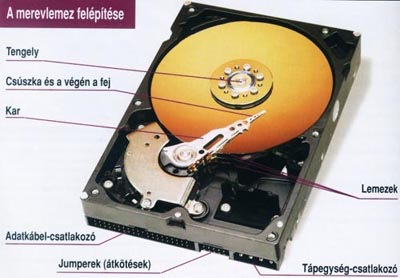 A merevlemez felépítése
Tengely
Csúszka és a végén a fej
Kar
Lemezek
Adatkábel-csatlakozó
Jumperek (átkötések)
Tápegység-csatlakozó